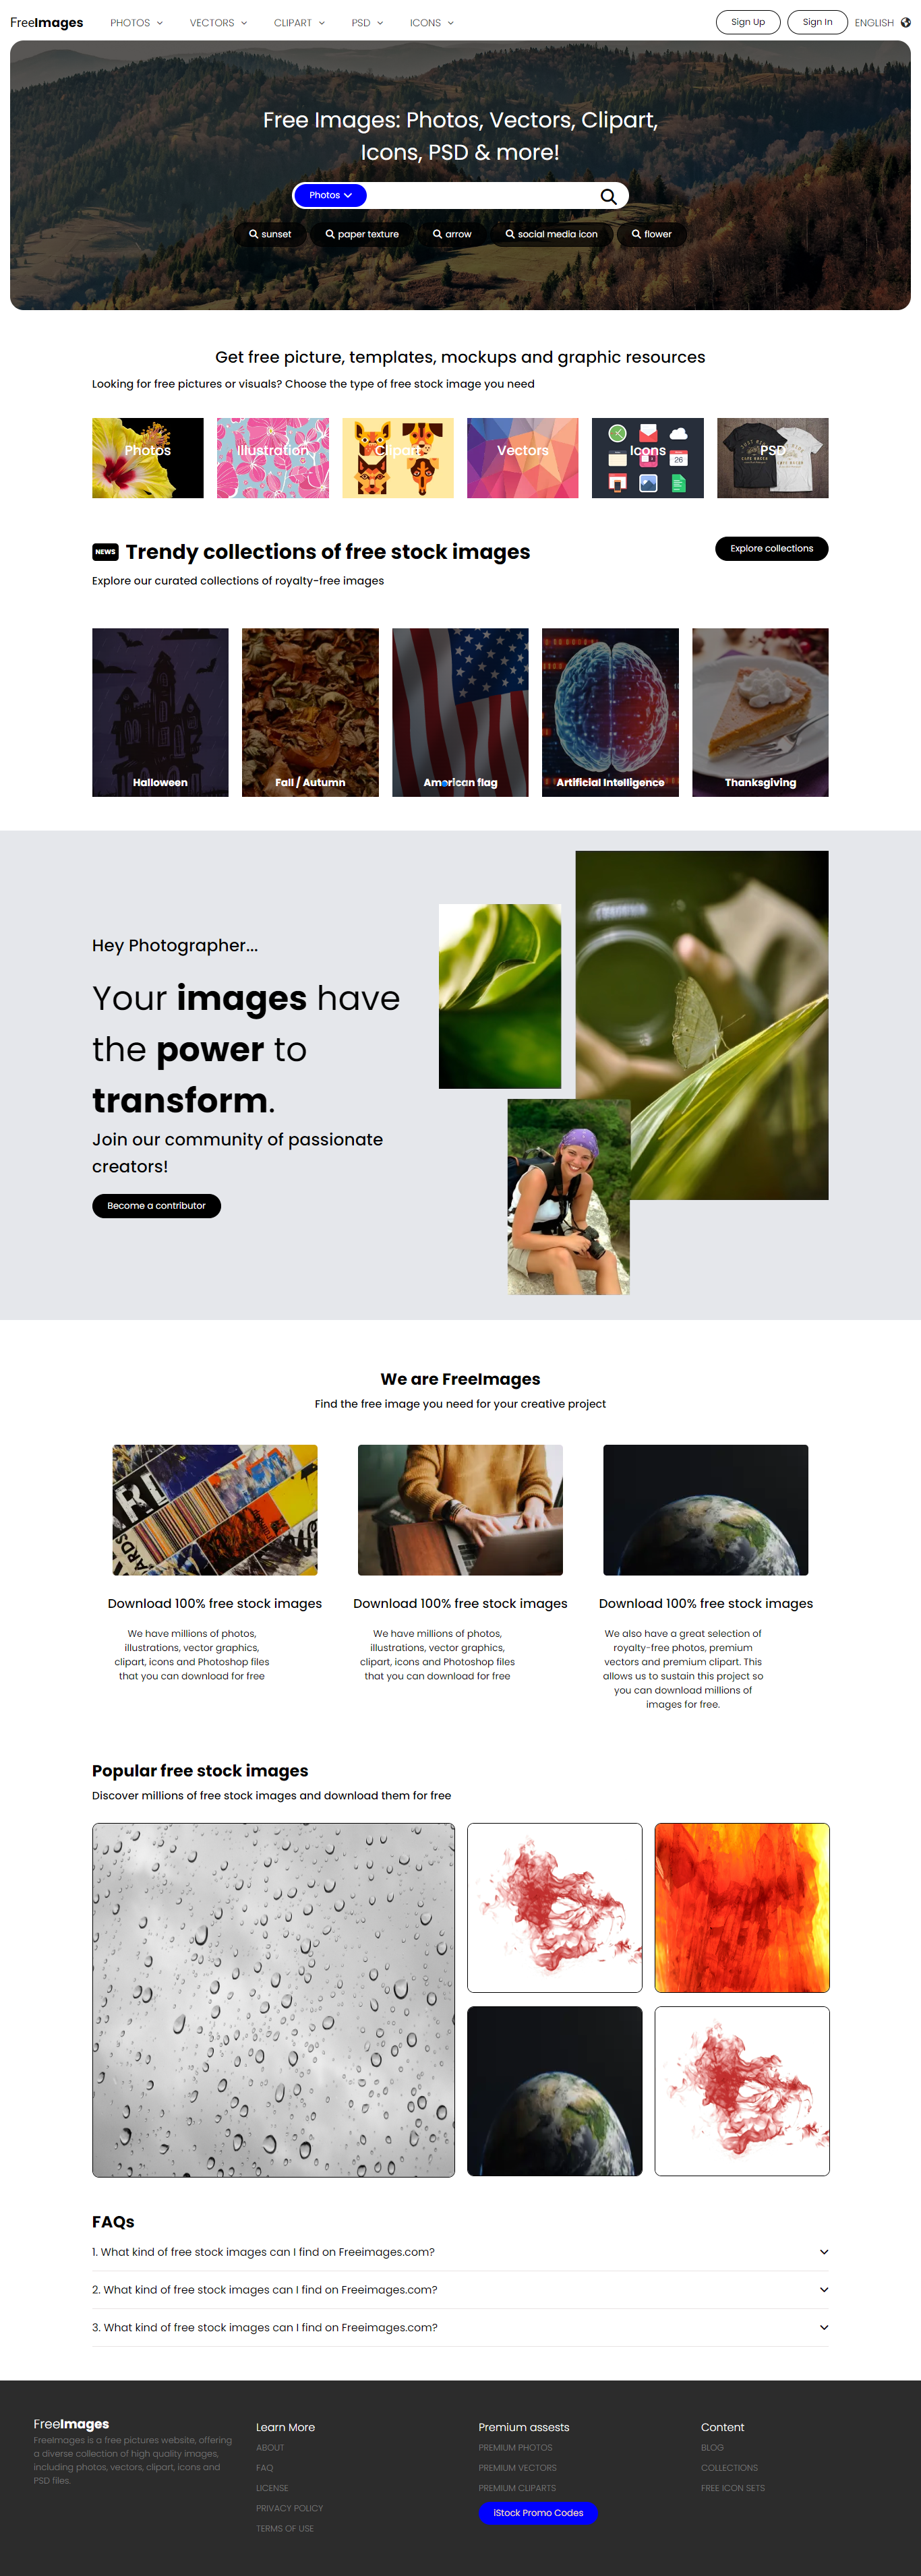 FreeImages PHOTOS VECTORS CLIPART PSD ICONS Sign Up Sign In ENGLISH
Free Images: Photos, Vectors, Clipart,
Icons, PSD & more!
Photos
sunset paper texture arrow social media icon flower
Get free picture, templates, mockups and graphic resources
Looking for free pictures or visuals? Choose the type of free stock image you need
Photos Illustration Clipart Vectors Icons PSD
26
NEWS Trendy collections of free stock images Explore collections
Explore our curated collections of royalty-free images
Halloween Fall / Autumn American flag Artificial Intelligence Thanksgiving
Hey Photographer...
Your images have
the power to
transform.
Join our community of passionate
creators!
Become a contributor
We are FreeImages
Find the free image you need for your creative project
Download 100% free stock images Download 100% free stock images Download 100% free stock images
We have millions of photos,
illustrations, vector graphics,
clipart, icons and Photoshop files
that you can download for free
We have millions of photos,
illustrations, vector graphics,
clipart, icons and Photoshop files
that you can download for free
We also have a great selection of
royalty-free photos, premium
vectors and premium clipart. This
allows us to sustain this project so
you can download millions of
images for free.
Popular free stock images
Discover millions of free stock images and download them for free
FAQs
1. What kind of free stock images can I find on Freeimages.com?
2. What kind of free stock images can I find on Freeimages.com?
3. What kind of free stock images can I find on Freeimages.com?
FreeImages
FreeImages is a free pictures website, offering
a diverse collection of high quality images,
including photos, vectors, clipart, icons and
PSD files.
Learn More
ABOUT
FAQ
LICENSE
PRIVACY POLICY
TERMS OF USE
Premium assests
PREMIUM PHOTOS
PREMIUM VECTORS
PREMIUM CLIPARTS
iStock Promo Codes
Content
BLOG
COLLECTIONS
FREE ICON SETS